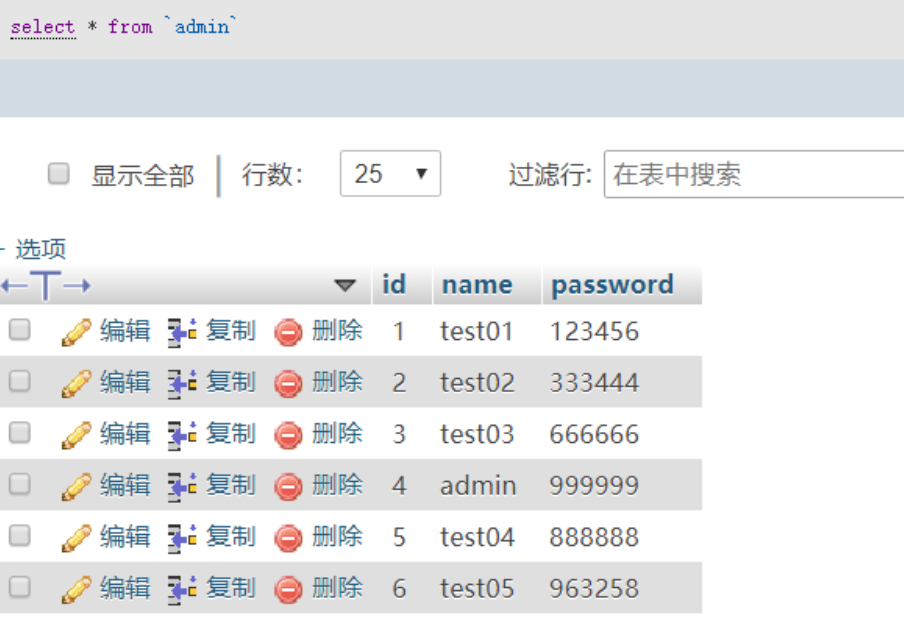 select * from `admin`
显示全部 行数: 25 过滤行: 在表中搜索
选项
id name password
编辑 复制 删除 1 test01 123456
编辑 复制 删除 2 test02 333444
编辑 复制 删除 3 test03 666666
编辑 复制 删除 4 admin 999999
编辑 复制 删除 5 test04 888888
编辑 复制 删除 6 test05 963258